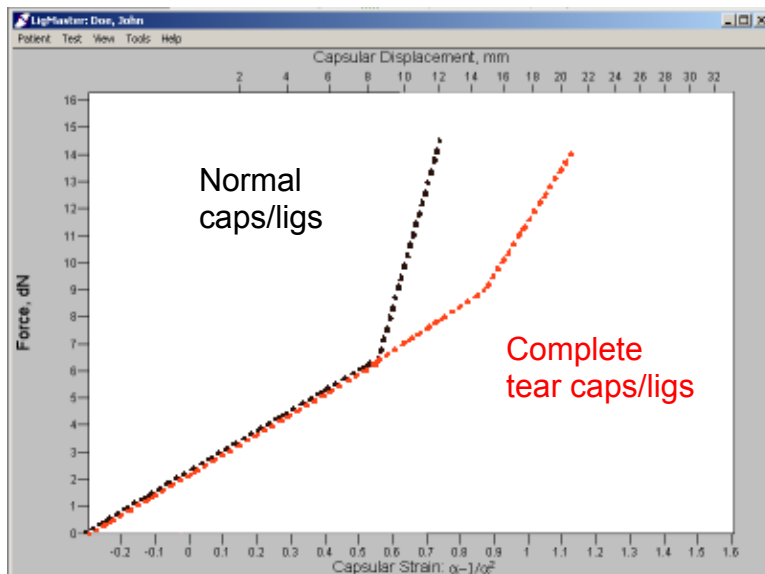 LigMaster: Doe, John
Patient Test View Tools Help
Capsular Displacement, mm
2 4 6 8 10 12 14 16 18 20 22 24 26 28 30 32
16
15
14
13
12
11
10
9
8
7
6
5
4
3
2
1
0
Force, dN
Normal
caps/ligs
Complete
tear caps/ligs
-0.2 -0.1 0 0.1 0.2 0.3 0.4 0.5 0.6 0.7 0.8 0.9 1 1.1 1.2 1.3 1.4 1.5 1.6
Capsular Strain: α-1/α²